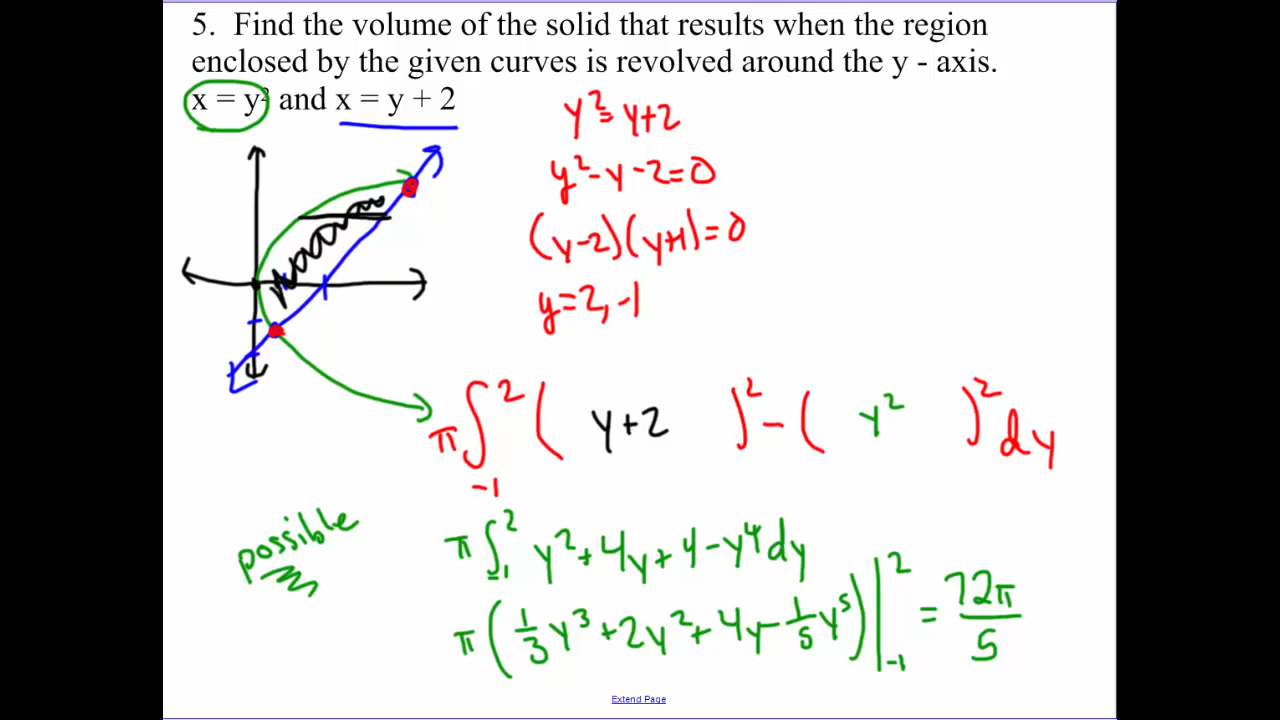 5. Find the volume of the solid that results when the region
enclosed by the given curves is revolved around the y - axis.
x = y² and x = y + 2
y² = y+2
y² - y - 2 = 0
(y-2)(y+1) = 0
y = 2, -1
π ∫₋₁² ( y+2 )² - ( y² )² dy
possible
π ∫₋₁² y² + 4y + 4 - y⁴ dy
π ( 1/3 y³ + 2y² + 4y - 1/5 y⁵ ) |₋₁² = 72π/5
Extend Page